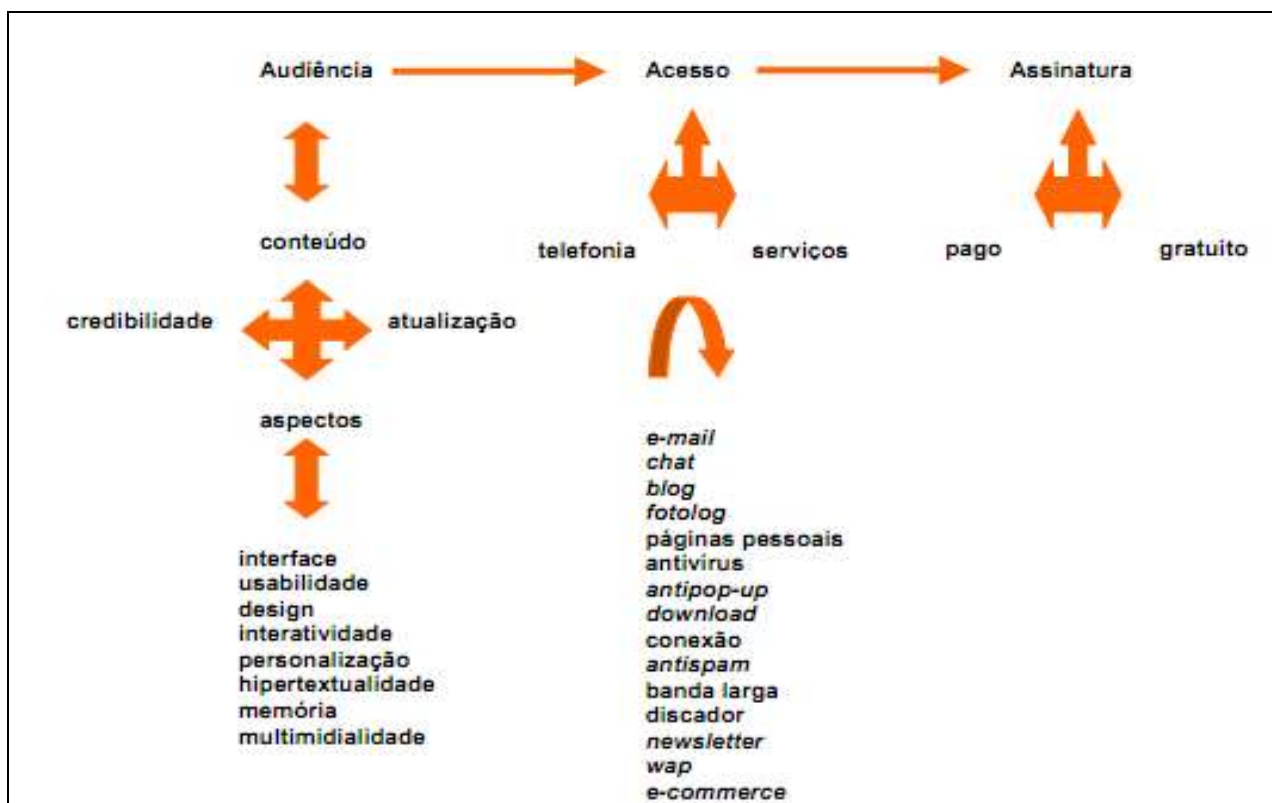 Audiência Acesso Assinatura
conteúdo
telefonia serviços pago gratuito
credibilidade atualização
aspectos
e-mail
chat
blog
fotolog
páginas pessoais
antivirus
antipop-up
download
conexão
antispam
banda larga
discador
newsletter
wap
e-commerce
interface
usabilidade
design
interatividade
personalização
hipertextualidade
memória
multimidialidade